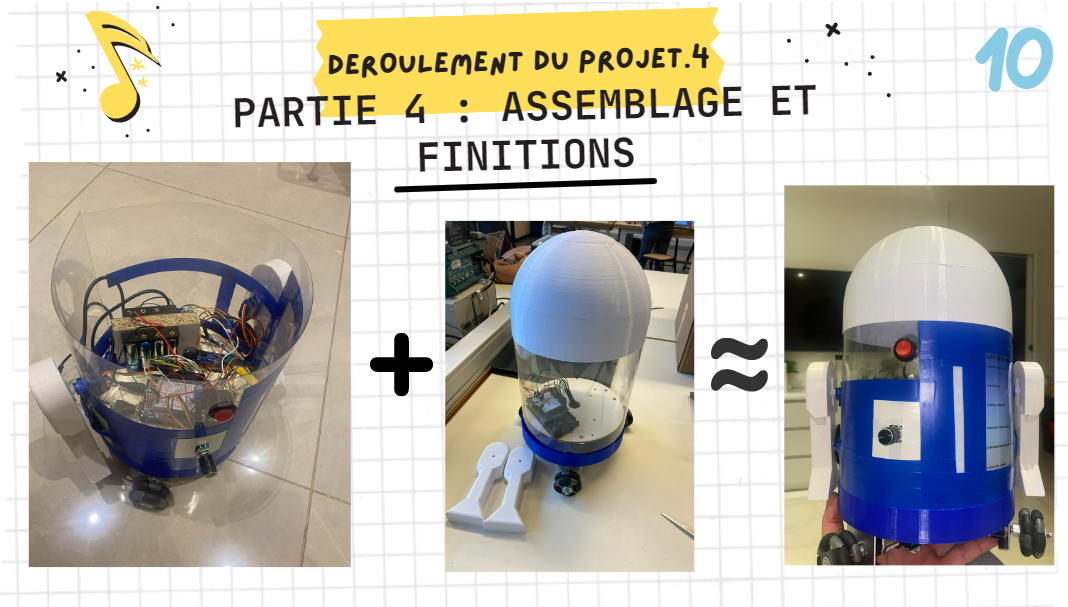 DEROULEMENT DU PROJET.4
10
PARTIE 4 : ASSEMBLAGE ET
FINITIONS